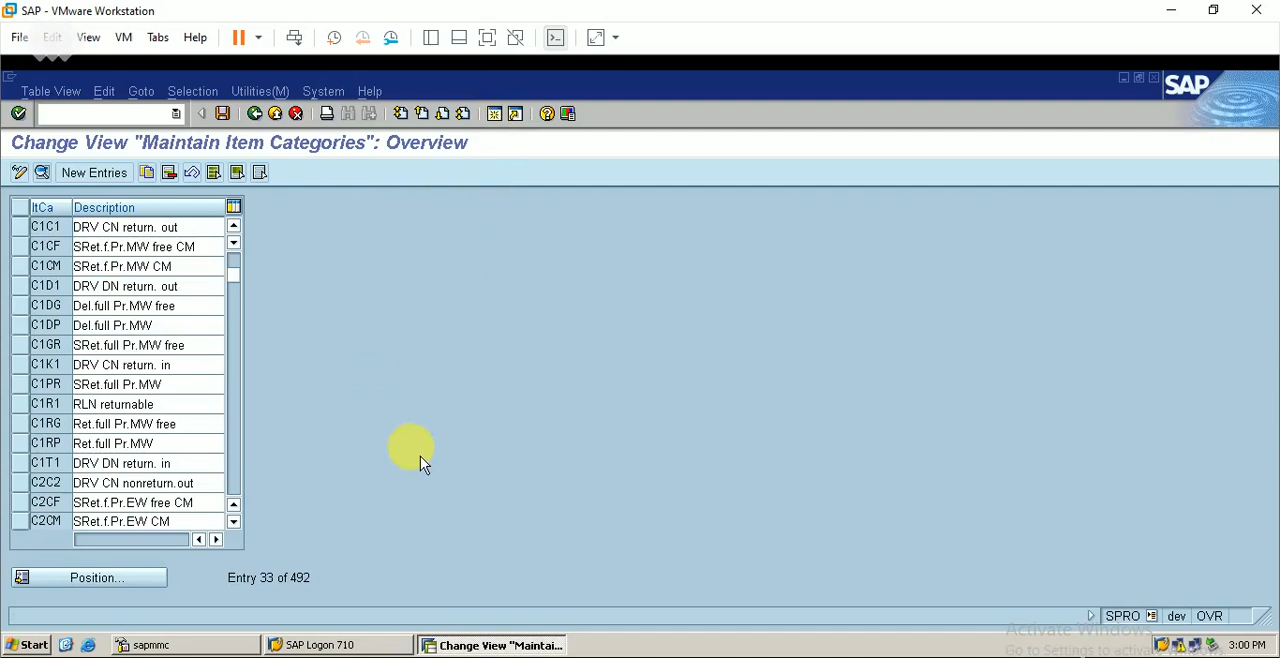 SAP - VMware Workstation
File Edit View VM Tabs Help
Table View Edit Goto Selection Utilities(M) System Help
SAP
Change View "Maintain Item Categories": Overview
New Entries
ItCa Description
C1C1 DRV CN return. out
C1CF SRet.f.Pr.MW free CM
C1CM SRet.f.Pr.MW CM
C1D1 DRV DN return. out
C1DG Del.full Pr.MW free
C1DP Del.full Pr.MW
C1GR SRet.full Pr.MW free
C1K1 DRV CN return. in
C1PR SRet.full Pr.MW
C1R1 RLN returnable
C1RG Ret.full Pr.MW free
C1RP Ret.full Pr.MW
C1T1 DRV DN return. in
C2C2 DRV CN nonreturn.out
C2CF SRet.f.Pr.EW free CM
C2CM SRet.f.Pr.EW CM
Position... Entry 33 of 492
SPRO dev OVR
Activate Windows
Go to Settings to activate
Start sapmmc SAP Logon 710 Change View "Maintai... 3:00 PM